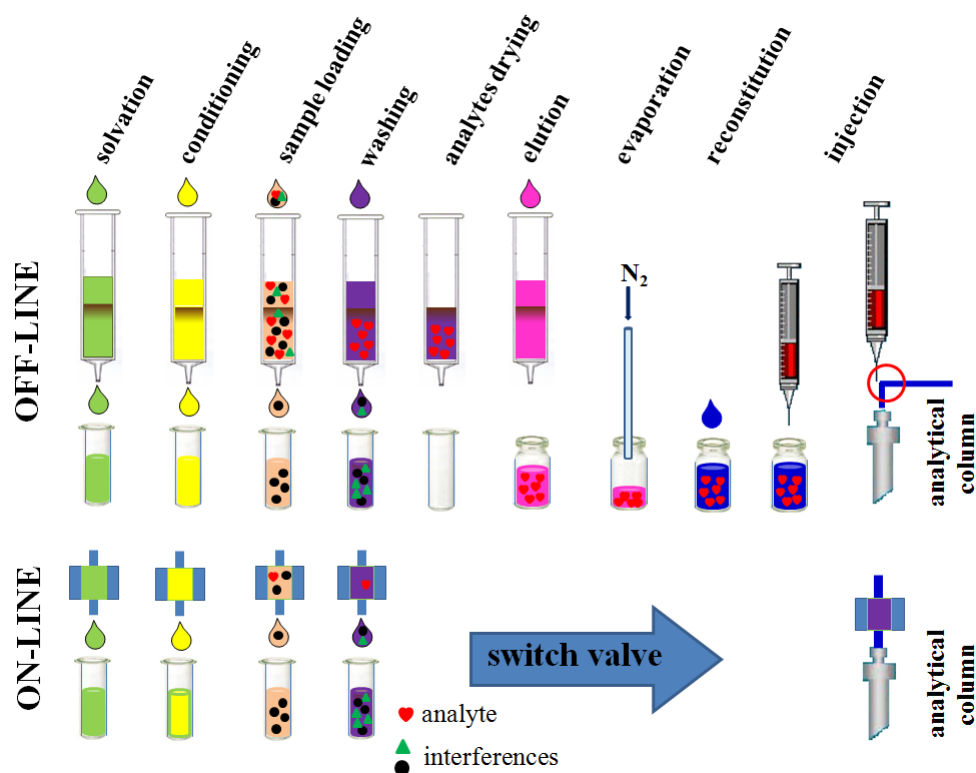 solvation
conditioning
sample loading
washing
analytes drying
elution
evaporation
reconstitution
injection
OFF-LINE
N₂
analytical
column
ON-LINE
switch valve
analytical
column
analyte
interferences